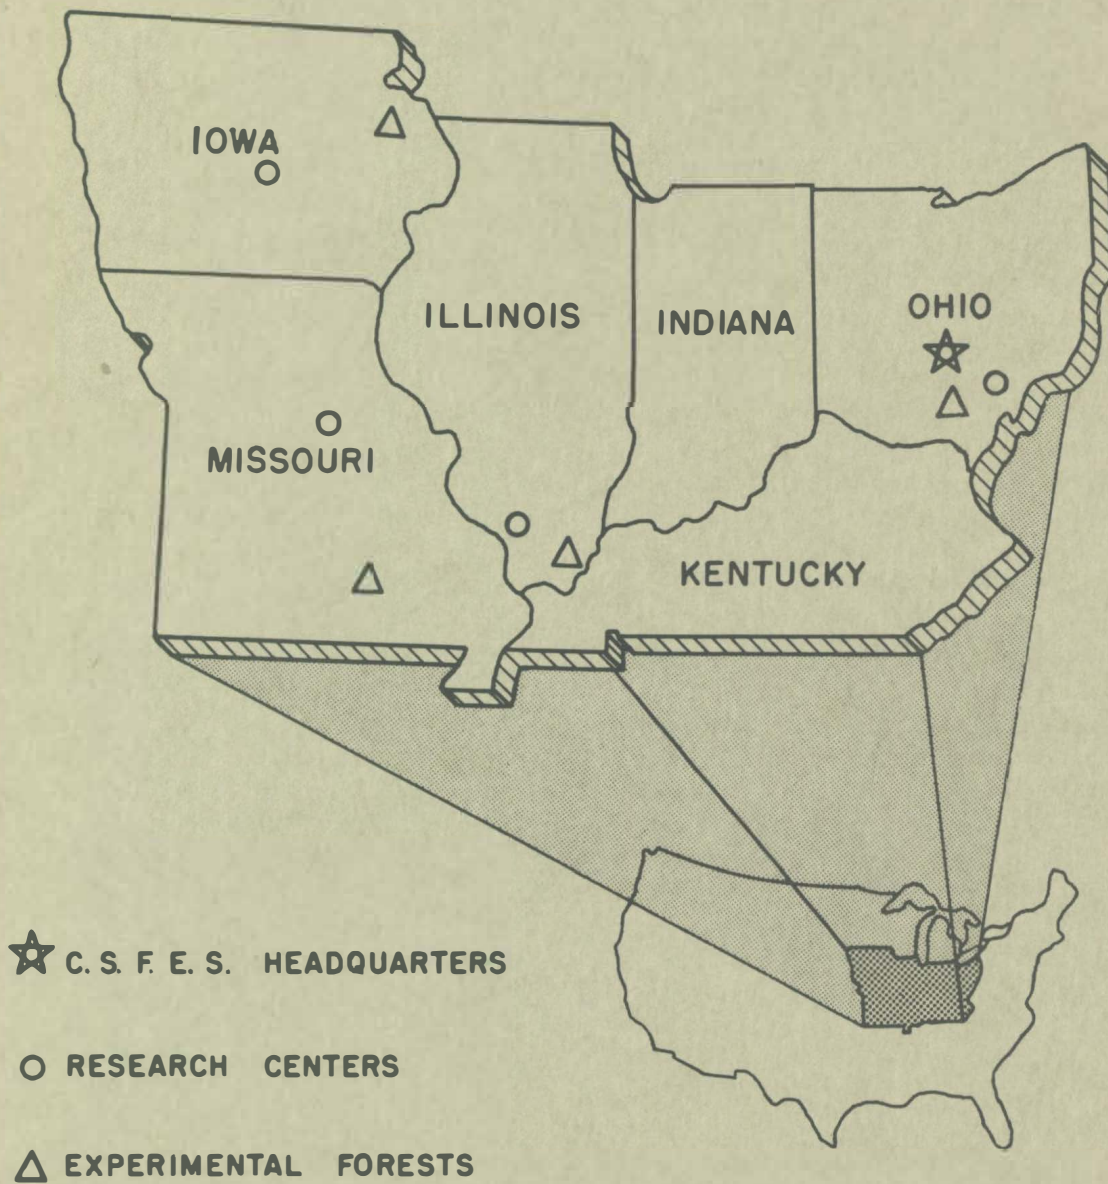 IOWA
ILLINOIS
INDIANA
OHIO
MISSOURI
KENTUCKY
C. S. F. E. S. HEADQUARTERS
RESEARCH CENTERS
EXPERIMENTAL FORESTS